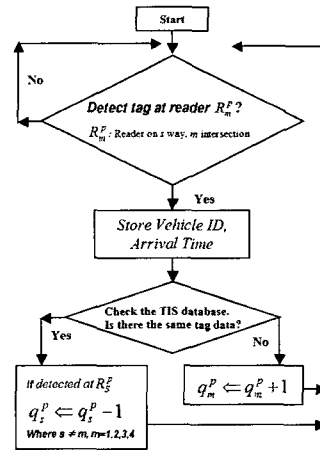 Start
No
Detect tag at reader R_m^p ?
R_m^p : Reader on s way, m intersection
Yes
Store Vehicle ID,
Arrival Time
Check the TIS database.
Is there the same tag data?
Yes
No
If detected at R_S^p
q_s^p ⇐ q_s^p − 1
Where s ≠ m, m=1,2,3,4
q_m^p ⇐ q_m^p + 1